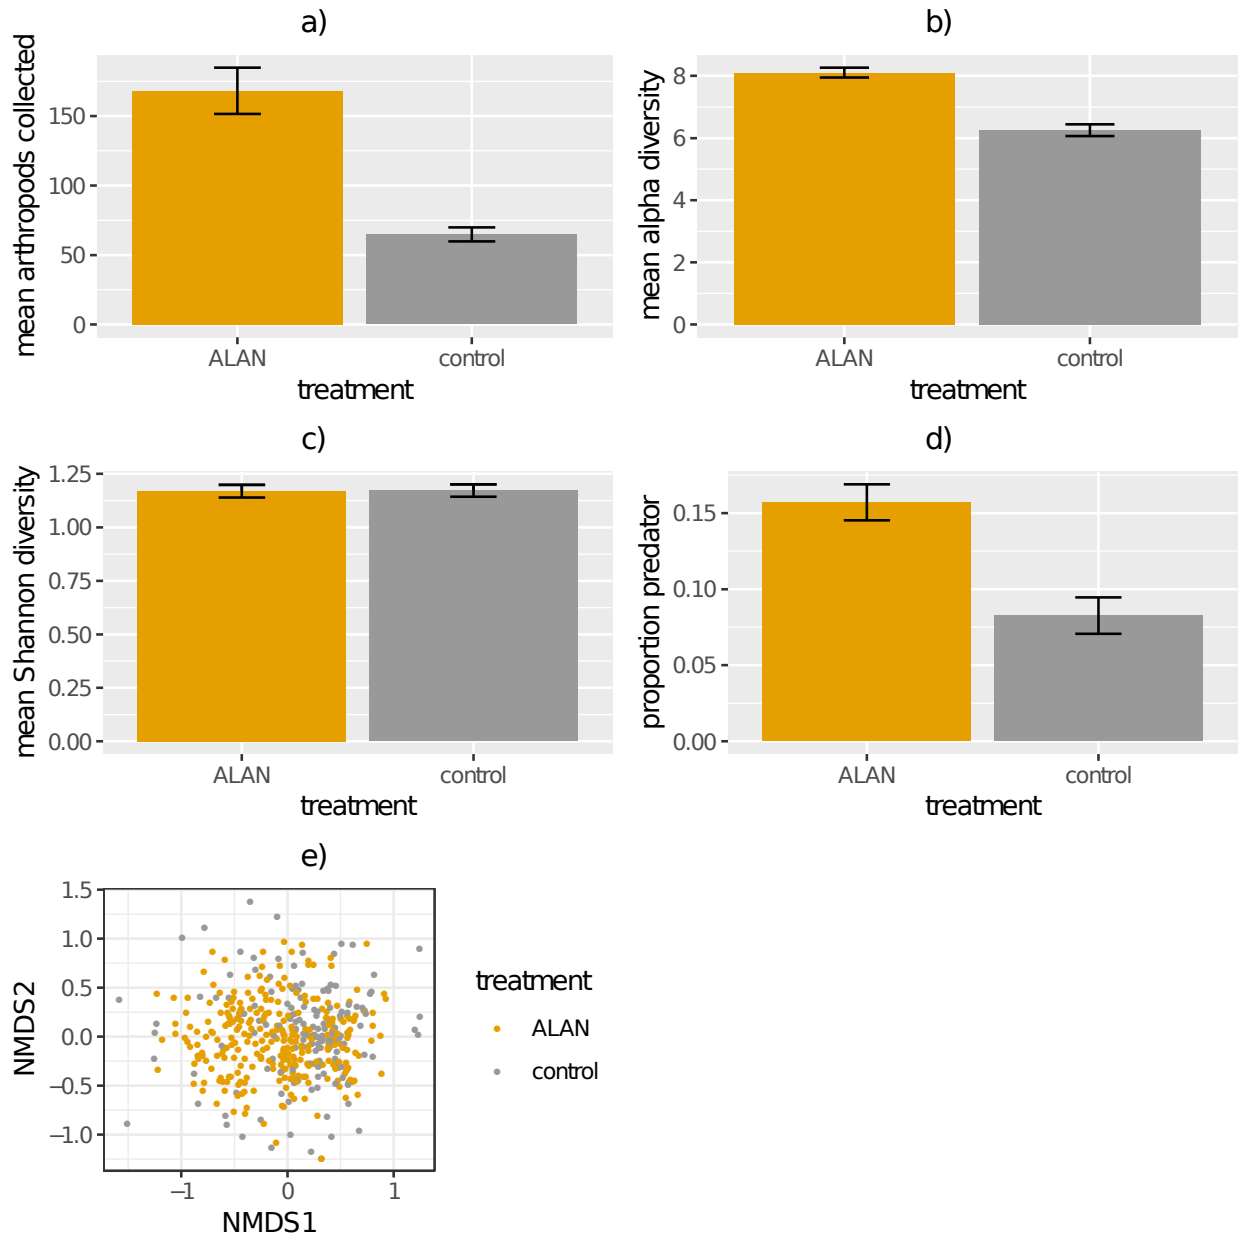 a)
mean arthropods collected
150
100
50
0
ALAN control
treatment
b)
mean alpha diversity
8
6
4
2
0
ALAN control
treatment
c)
mean Shannon diversity
1.25
1.00
0.75
0.50
0.25
0.00
ALAN control
treatment
d)
proportion predator
0.15
0.10
0.05
0.00
ALAN control
treatment
e)
NMDS2
1.5
1.0
0.5
0.0
−0.5
−1.0
−1 0 1
NMDS1
treatment
ALAN
control